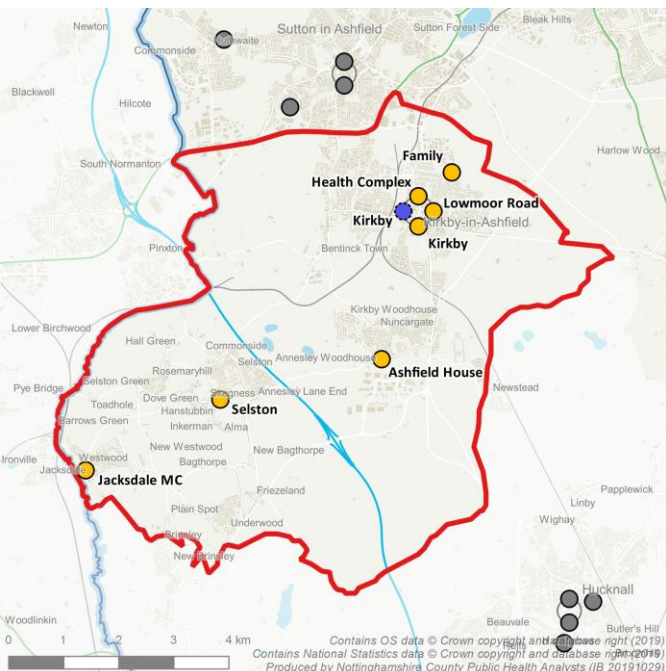 Newton
Sutton in Ashfield
Sutton Forest Side
Bleak Hills
Commonside
Blackwell
Hilcote
Harlow Wood
South Normanton
Family
Health Complex
Lowmoor Road
Kirkby
Kirkby-in-Ashfield
Kirkby
Pinxton
Bentinck Town
Kirkby Woodhouse
Nuncargate
Lower Birchwood
Hall Green
Commonside
Selston
Annesley Woodhouse
Ashfield House
Rosemaryhill
Pye Bridge
Selston Green
Newstead
Toadhole
Dove Green
Skegness
Annesley Lane End
Hanstubbin
Selston
Barrows Green
Inkerman
Alma
New Westwood
New Bagthorpe
Ironville
Westwood
Bagthorpe
Jacksdale
Jacksdale MC
Friezeland
Papplewick
Linby
Plain Spot
Wighay
Underwood
Brinsley
New Brinsley
Hucknall
Woodlinkin
Beauvale
Butler's Hill
0 1 2 3 4 km
Contains OS data © Crown copyright and database right (2019)
Contains National Statistics data © Crown copyright and database right (2019)
Produced by Nottinghamshire County Public Health Analysts (IB 20191079)